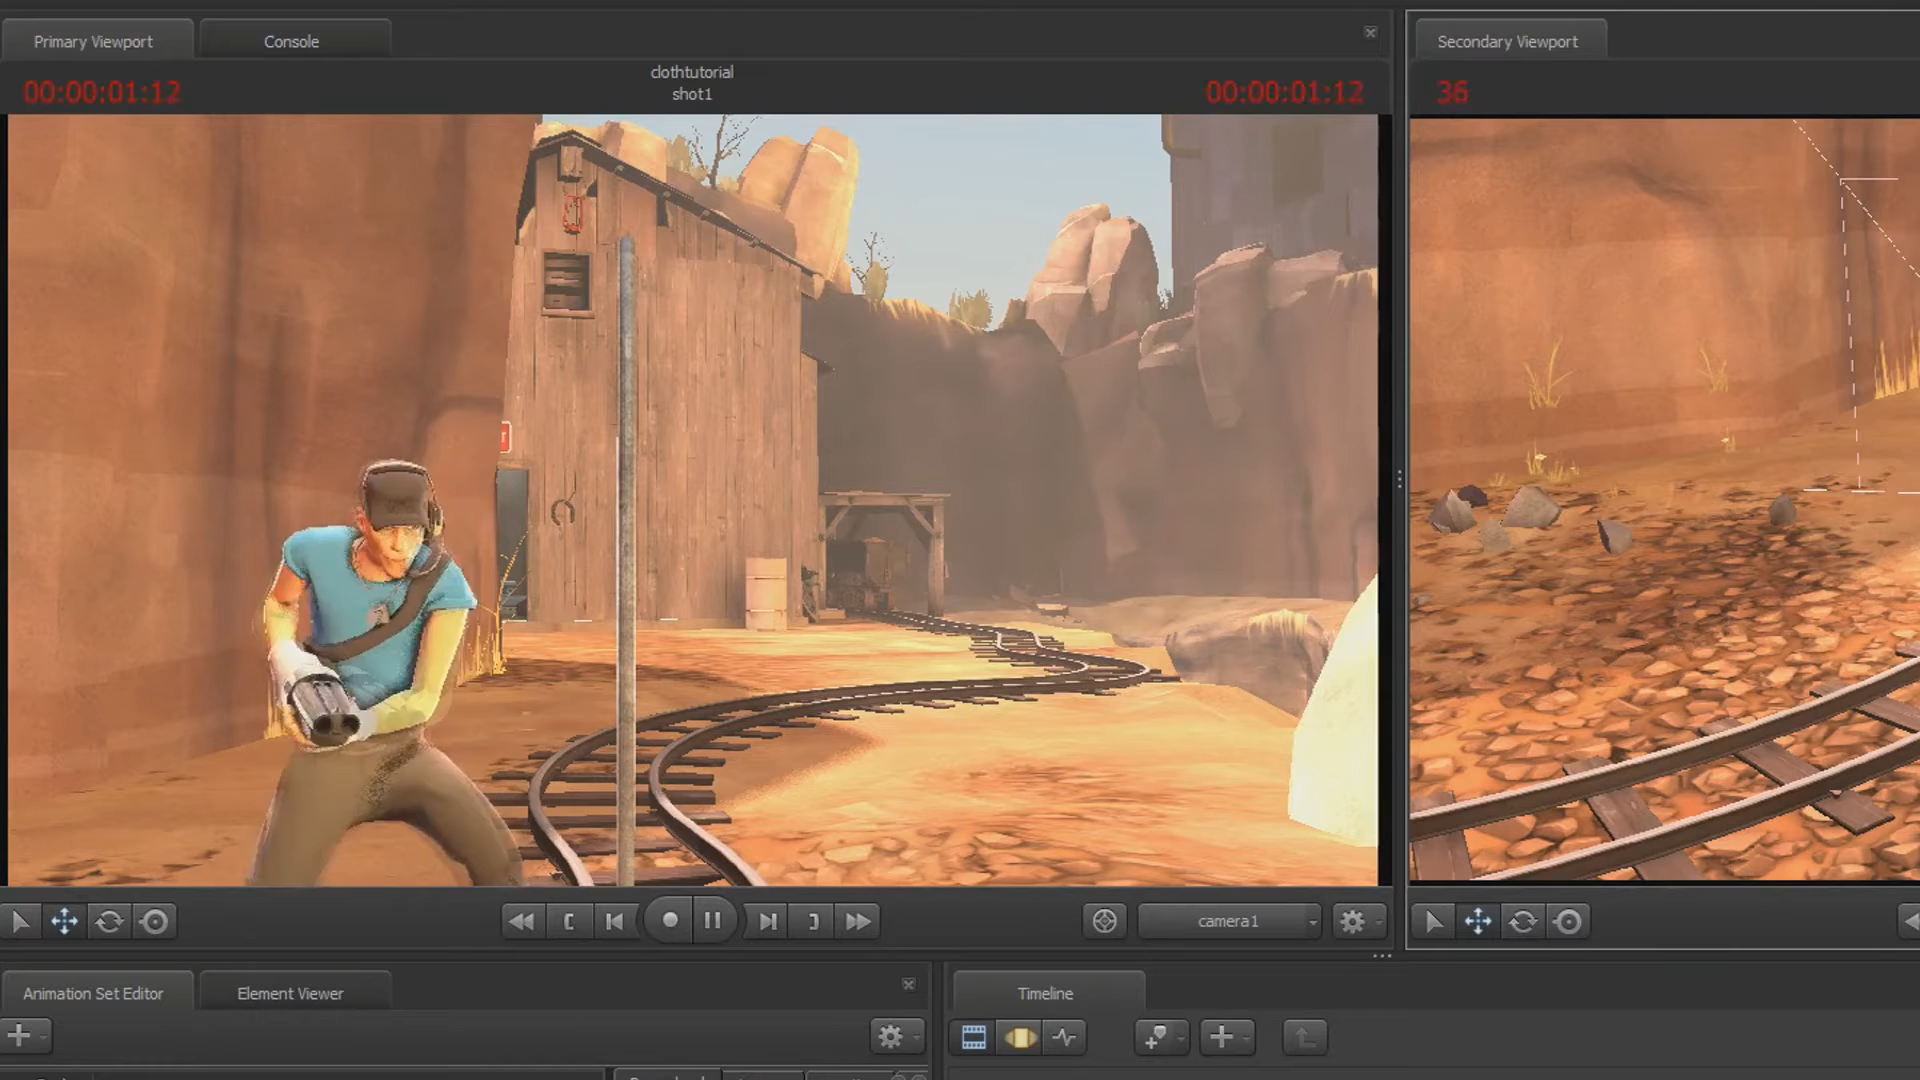 Primary Viewport
Console
Secondary Viewport
clothtutorial
00:00:01:12
shot1
00:00:01:12
36
camera1
Animation Set Editor
Element Viewer
Timeline